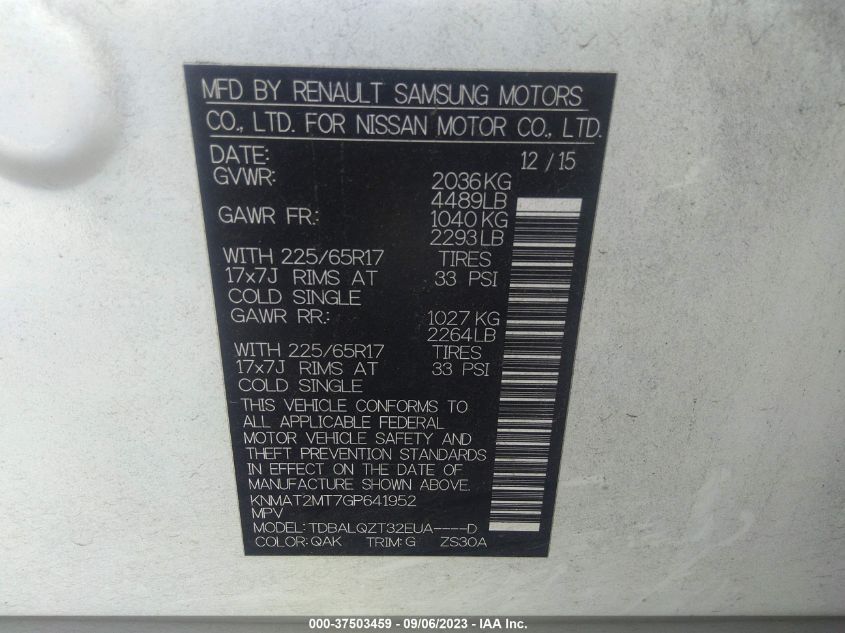 MFD BY RENAULT SAMSUNG MOTORS
CO., LTD. FOR NISSAN MOTOR CO., LTD.
DATE: 12 / 15
GVWR: 2036KG
4489LB
GAWR FR.: 1040KG
2293LB
WITH 225/65R17 TIRES
17x7J RIMS AT 33 PSI
COLD SINGLE
GAWR RR.: 1027KG
2264LB
WITH 225/65R17 TIRES
17x7J RIMS AT 33 PSI
COLD SINGLE
THIS VEHICLE CONFORMS TO
ALL APPLICABLE FEDERAL
MOTOR VEHICLE SAFETY AND
THEFT PREVENTION STANDARDS
IN EFFECT ON THE DATE OF
MANUFACTURE SHOWN ABOVE.
KNMAT2MT7GP641952
MPV
MODEL: TDBALQZT32EUA----D
COLOR: QAK TRIM: G ZS30A
000-37503459 - 09/06/2023 - IAA Inc.